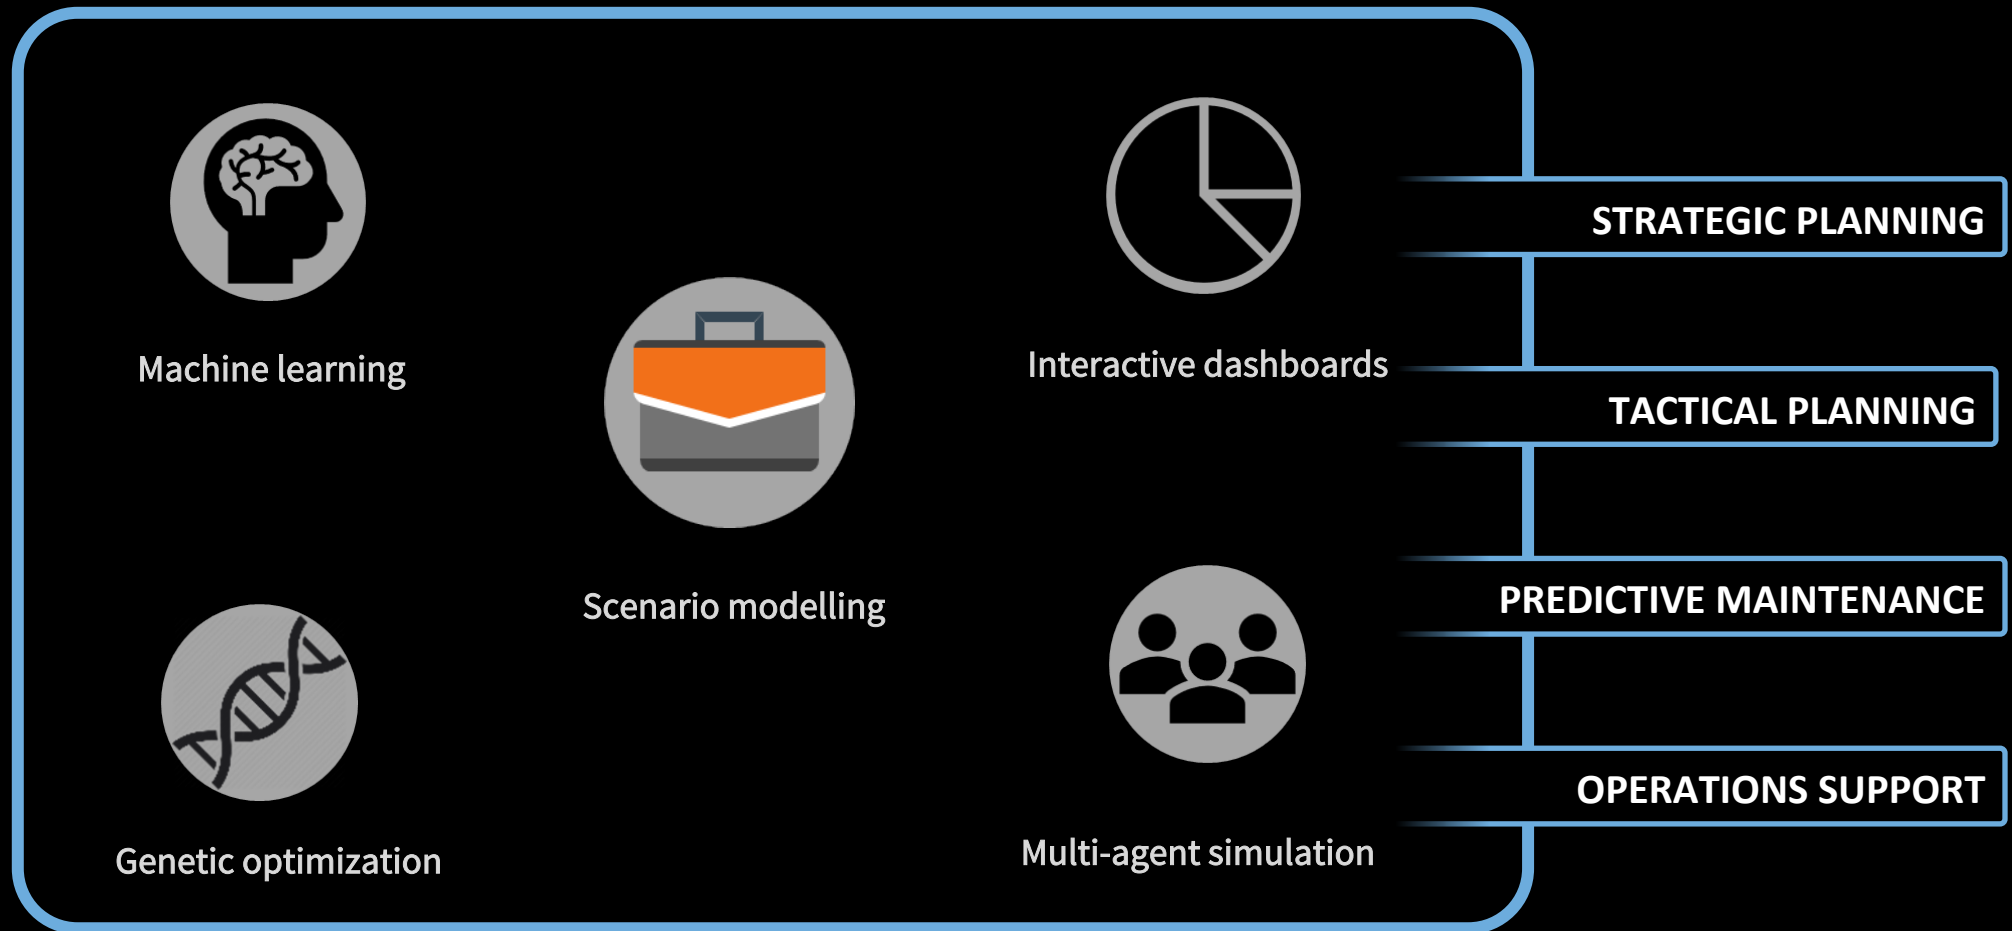 Machine learning
Interactive dashboards
Scenario modelling
Genetic optimization
Multi-agent simulation
STRATEGIC PLANNING
TACTICAL PLANNING
PREDICTIVE MAINTENANCE
OPERATIONS SUPPORT